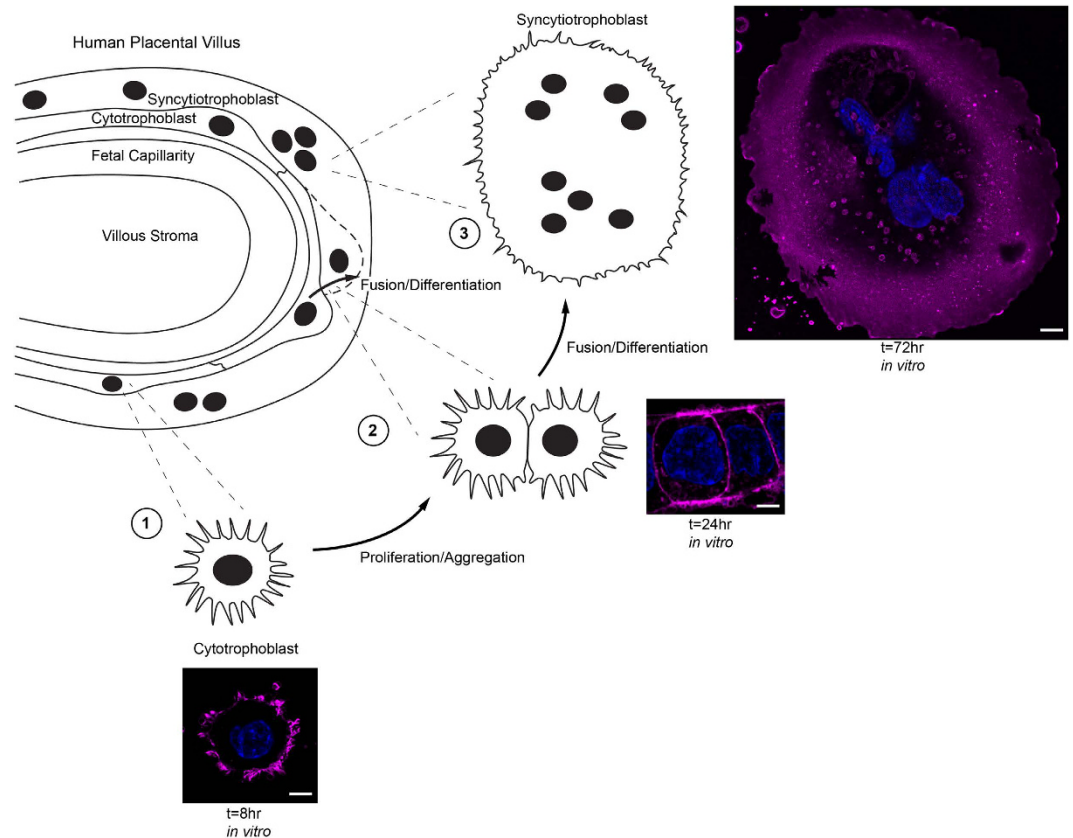 Human Placental Villus
Syncytiotrophoblast
Cytotrophoblast
Fetal Capillarity
Villous Stroma
Fusion/Differentiation
Syncytiotrophoblast
3
t=72hr
in vitro
Fusion/Differentiation
2
t=24hr
in vitro
1
Proliferation/Aggregation
Cytotrophoblast
t=8hr
in vitro